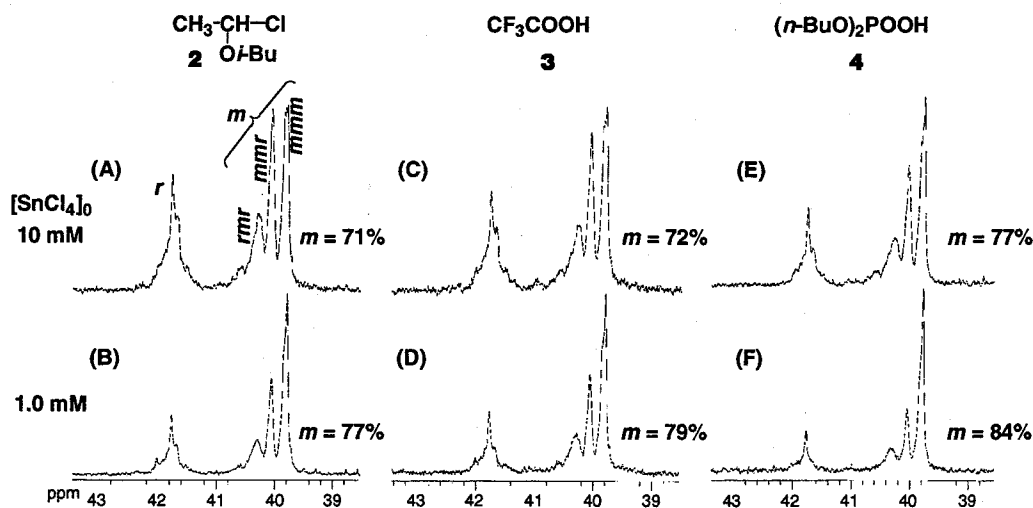 CH₃-CH—Cl
Oi-Bu
2
CF₃COOH
3
(n-BuO)₂POOH
4
[SnCl₄]₀
10 mM
(A)
r
m
rmr
mmr
mmm
m = 71%
(C)
m = 72%
(E)
m = 77%
1.0 mM
(B)
m = 77%
(D)
m = 79%
(F)
m = 84%
ppm 43 42 41 40 39
43 42 41 40 39
43 42 41 40 39